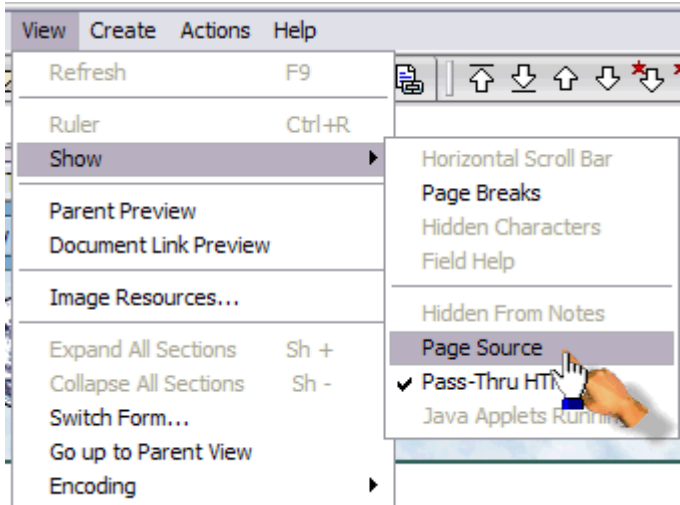 View Create Actions Help
Refresh F9
Ruler Ctrl+R
Show
Parent Preview
Document Link Preview
Image Resources...
Expand All Sections Sh +
Collapse All Sections Sh -
Switch Form...
Go up to Parent View
Encoding
Horizontal Scroll Bar
Page Breaks
Hidden Characters
Field Help
Hidden From Notes
Page Source
Pass-Thru
Java Applets